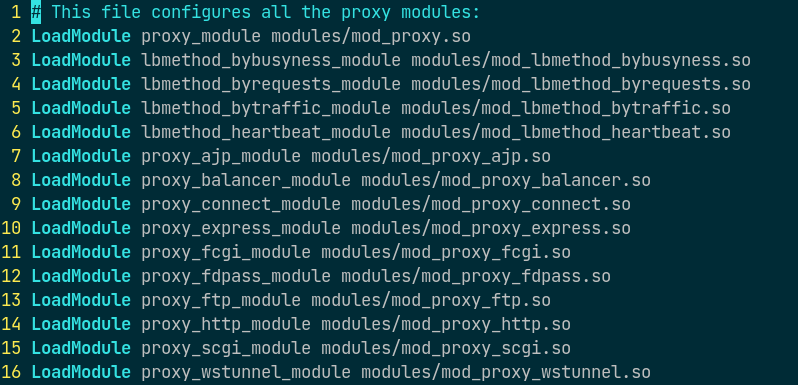 1 # This file configures all the proxy modules:
2 LoadModule proxy_module modules/mod_proxy.so
3 LoadModule lbmethod_bybusyness_module modules/mod_lbmethod_bybusyness.so
4 LoadModule lbmethod_byrequests_module modules/mod_lbmethod_byrequests.so
5 LoadModule lbmethod_bytraffic_module modules/mod_lbmethod_bytraffic.so
6 LoadModule lbmethod_heartbeat_module modules/mod_lbmethod_heartbeat.so
7 LoadModule proxy_ajp_module modules/mod_proxy_ajp.so
8 LoadModule proxy_balancer_module modules/mod_proxy_balancer.so
9 LoadModule proxy_connect_module modules/mod_proxy_connect.so
10 LoadModule proxy_express_module modules/mod_proxy_express.so
11 LoadModule proxy_fcgi_module modules/mod_proxy_fcgi.so
12 LoadModule proxy_fdpass_module modules/mod_proxy_fdpass.so
13 LoadModule proxy_ftp_module modules/mod_proxy_ftp.so
14 LoadModule proxy_http_module modules/mod_proxy_http.so
15 LoadModule proxy_scgi_module modules/mod_proxy_scgi.so
16 LoadModule proxy_wstunnel_module modules/mod_proxy_wstunnel.so